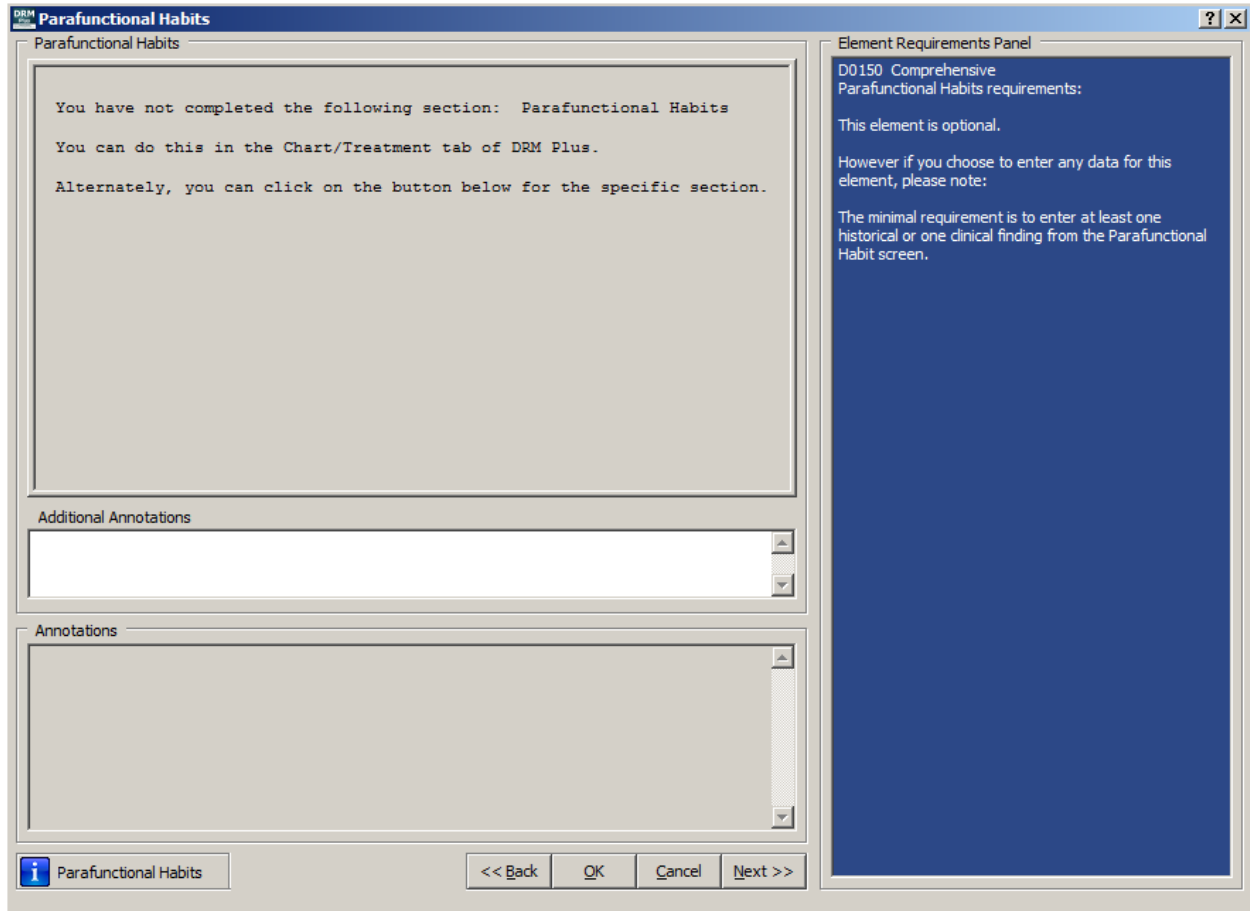 DRM
Plus
Parafunctional Habits
Parafunctional Habits
You have not completed the following section:  Parafunctional Habits
You can do this in the Chart/Treatment tab of DRM Plus.
Alternately, you can click on the button below for the specific section.
Additional Annotations
Annotations
i Parafunctional Habits
<< Back
OK
Cancel
Next >>
Element Requirements Panel
D0150  Comprehensive
Parafunctional Habits requirements:
This element is optional.
However if you choose to enter any data for this
element, please note:
The minimal requirement is to enter at least one
historical or one clinical finding from the Parafunctional
Habit screen.